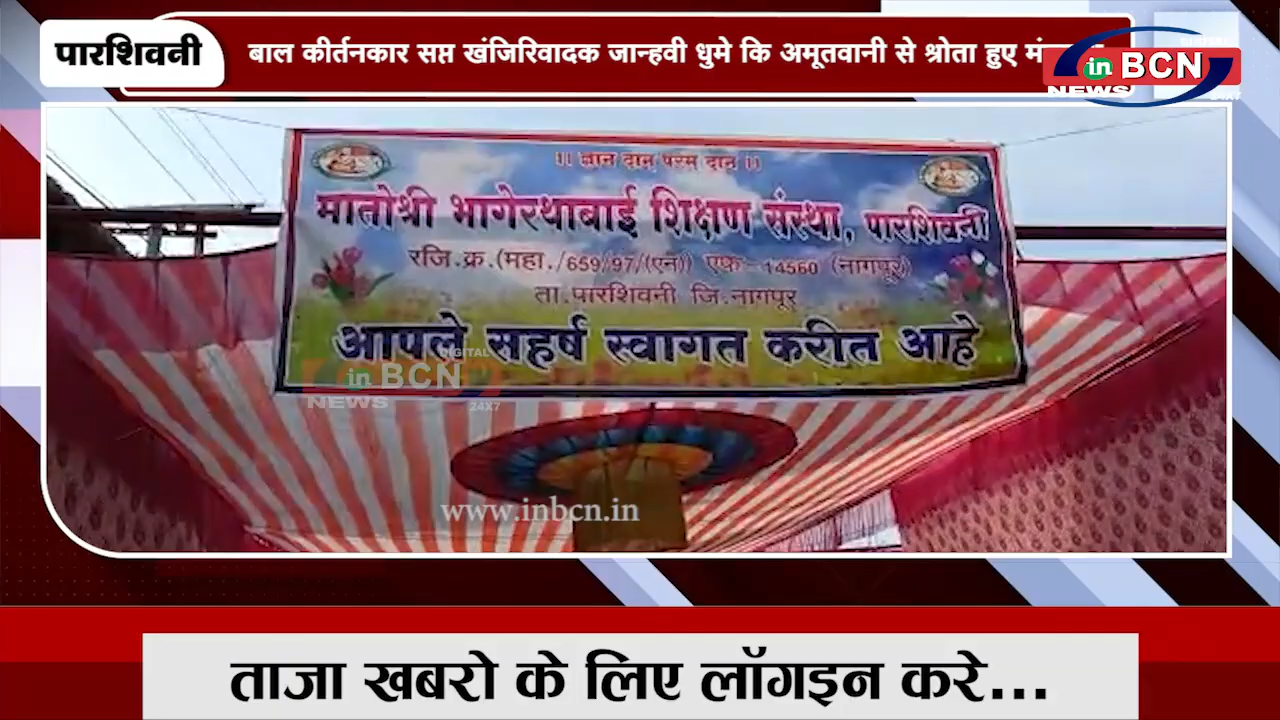 पारशिवनी
बाल कीर्तनकार सप्त खंजिरिवादक जान्हवी धुमे कि अमूतवानी से श्रोता हुए
in BCN
NEWS
।। ज्ञान दान परम दान ।।
मातोश्री भागेरथाबाई शिक्षण संस्था, पारशिवनी
रजि.क्र.(महा./659/97/(एन)) एफ-14560 (नागपूर)
ता.पारशिवनी जि.नागपूर
आपले सहर्ष स्वागत करीत आहे
DIGITAL
in BCN
NEWS 24X7
www.inbcn.in
ताजा खबरो के लिए लॉगइन करे...